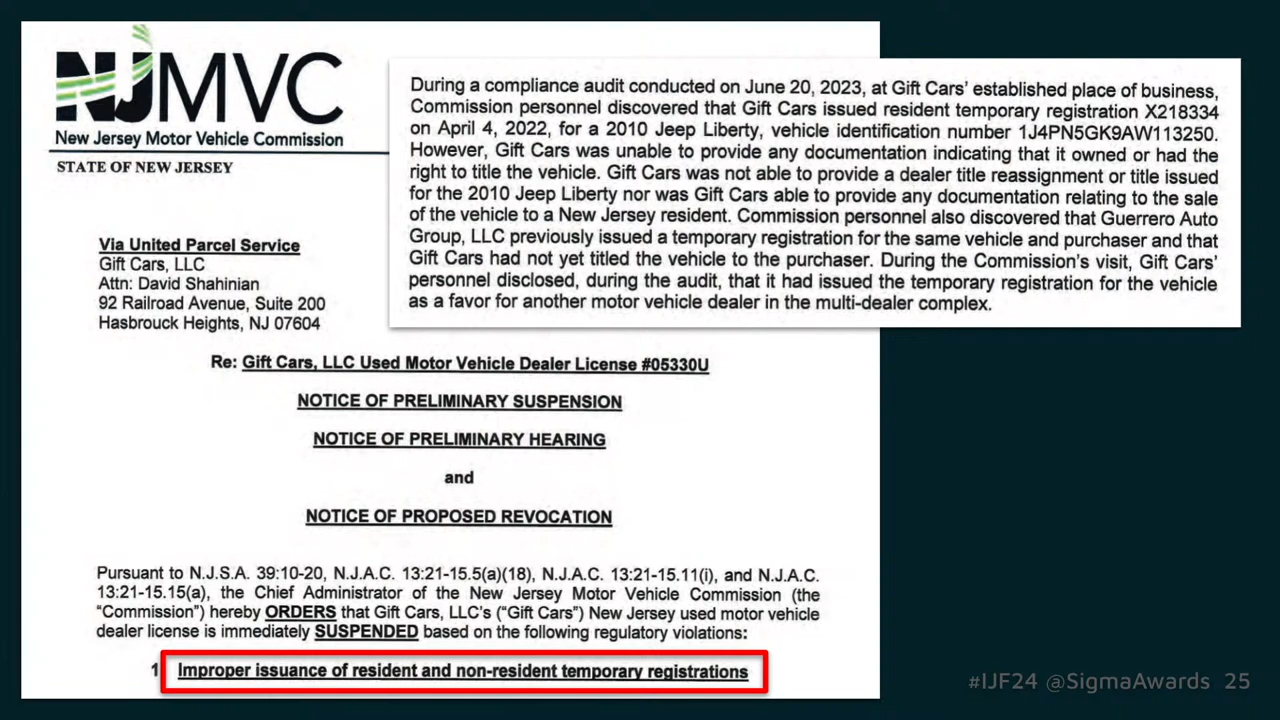 NJMVC
New Jersey Motor Vehicle Commission
STATE OF NEW JERSEY
During a compliance audit conducted on June 20, 2023, at Gift Cars' established place of business,
Commission personnel discovered that Gift Cars issued resident temporary registration X218334
on April 4, 2022, for a 2010 Jeep Liberty, vehicle identification number 1J4PN5GK9AW113250.
However, Gift Cars was unable to provide any documentation indicating that it owned or had the
right to title the vehicle. Gift Cars was not able to provide a dealer title reassignment or title issued
for the 2010 Jeep Liberty nor was Gift Cars able to provide any documentation relating to the sale
of the vehicle to a New Jersey resident. Commission personnel also discovered that Guerrero Auto
Group, LLC previously issued a temporary registration for the same vehicle and purchaser and that
Gift Cars had not yet titled the vehicle to the purchaser. During the Commission's visit, Gift Cars'
personnel disclosed, during the audit, that it had issued the temporary registration for the vehicle
as a favor for another motor vehicle dealer in the multi-dealer complex.
Via United Parcel Service
Gift Cars, LLC
Attn: David Shahinian
92 Railroad Avenue, Suite 200
Hasbrouck Heights, NJ 07604
Re: Gift Cars, LLC Used Motor Vehicle Dealer License #05330U
NOTICE OF PRELIMINARY SUSPENSION
NOTICE OF PRELIMINARY HEARING
and
NOTICE OF PROPOSED REVOCATION
Pursuant to N.J.S.A. 39:10-20, N.J.A.C. 13:21-15.5(a)(18), N.J.A.C. 13:21-15.11(i), and N.J.A.C.
13:21-15.15(a), the Chief Administrator of the New Jersey Motor Vehicle Commission (the
"Commission") hereby ORDERS that Gift Cars, LLC's ("Gift Cars") New Jersey used motor vehicle
dealer license is immediately SUSPENDED based on the following regulatory violations:
1 Improper issuance of resident and non-resident temporary registrations
#IJF24 @SigmaAwards 25